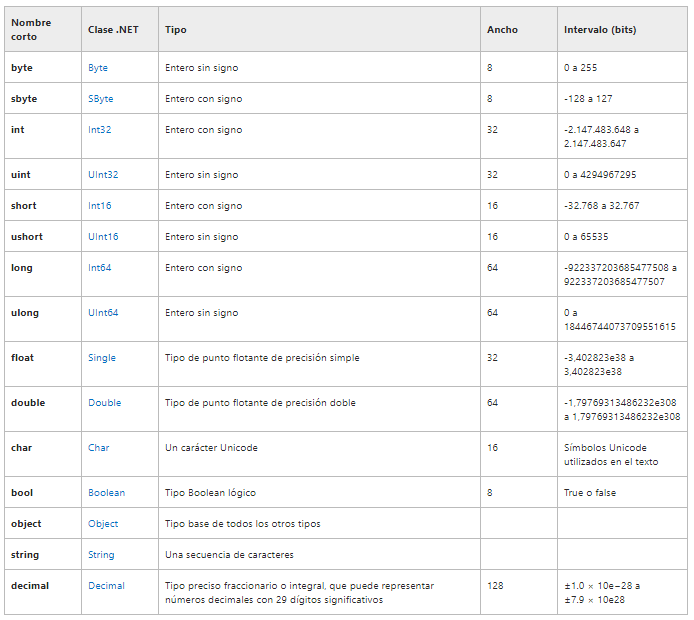 Nombre corto Clase .NET Tipo Ancho Intervalo (bits)
byte Byte Entero sin signo 8 0 a 255
sbyte SByte Entero con signo 8 -128 a 127
int Int32 Entero con signo 32 -2.147.483.648 a
2.147.483.647
uint UInt32 Entero sin signo 32 0 a 4294967295
short Int16 Entero con signo 16 -32.768 a 32.767
ushort UInt16 Entero sin signo 16 0 a 65535
long Int64 Entero con signo 64 -922337203685477508 a
922337203685477507
ulong UInt64 Entero sin signo 64 0 a
18446744073709551615
float Single Tipo de punto flotante de precisión simple 32 -3,402823e38 a
3,402823e38
double Double Tipo de punto flotante de precisión doble 64 -1,79769313486232e308
a 1,79769313486232e308
char Char Un carácter Unicode 16 Símbolos Unicode
utilizados en el texto
bool Boolean Tipo Boolean lógico 8 True o false
object Object Tipo base de todos los otros tipos
string String Una secuencia de caracteres
decimal Decimal Tipo preciso fraccionario o integral, que puede representar 128 ±1.0 × 10e−28 a
números decimales con 29 dígitos significativos ±7.9 × 10e28